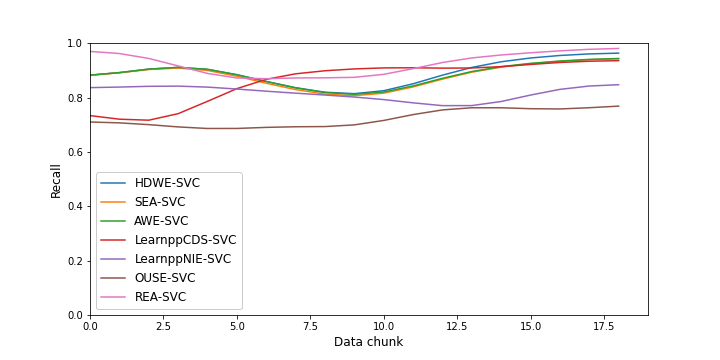 1.0
0.8
0.6
0.4
0.2
0.0
Recall
HDWE-SVC
SEA-SVC
AWE-SVC
LearnppCDS-SVC
LearnppNIE-SVC
OUSE-SVC
REA-SVC
0.0 2.5 5.0 7.5 10.0 12.5 15.0 17.5
Data chunk